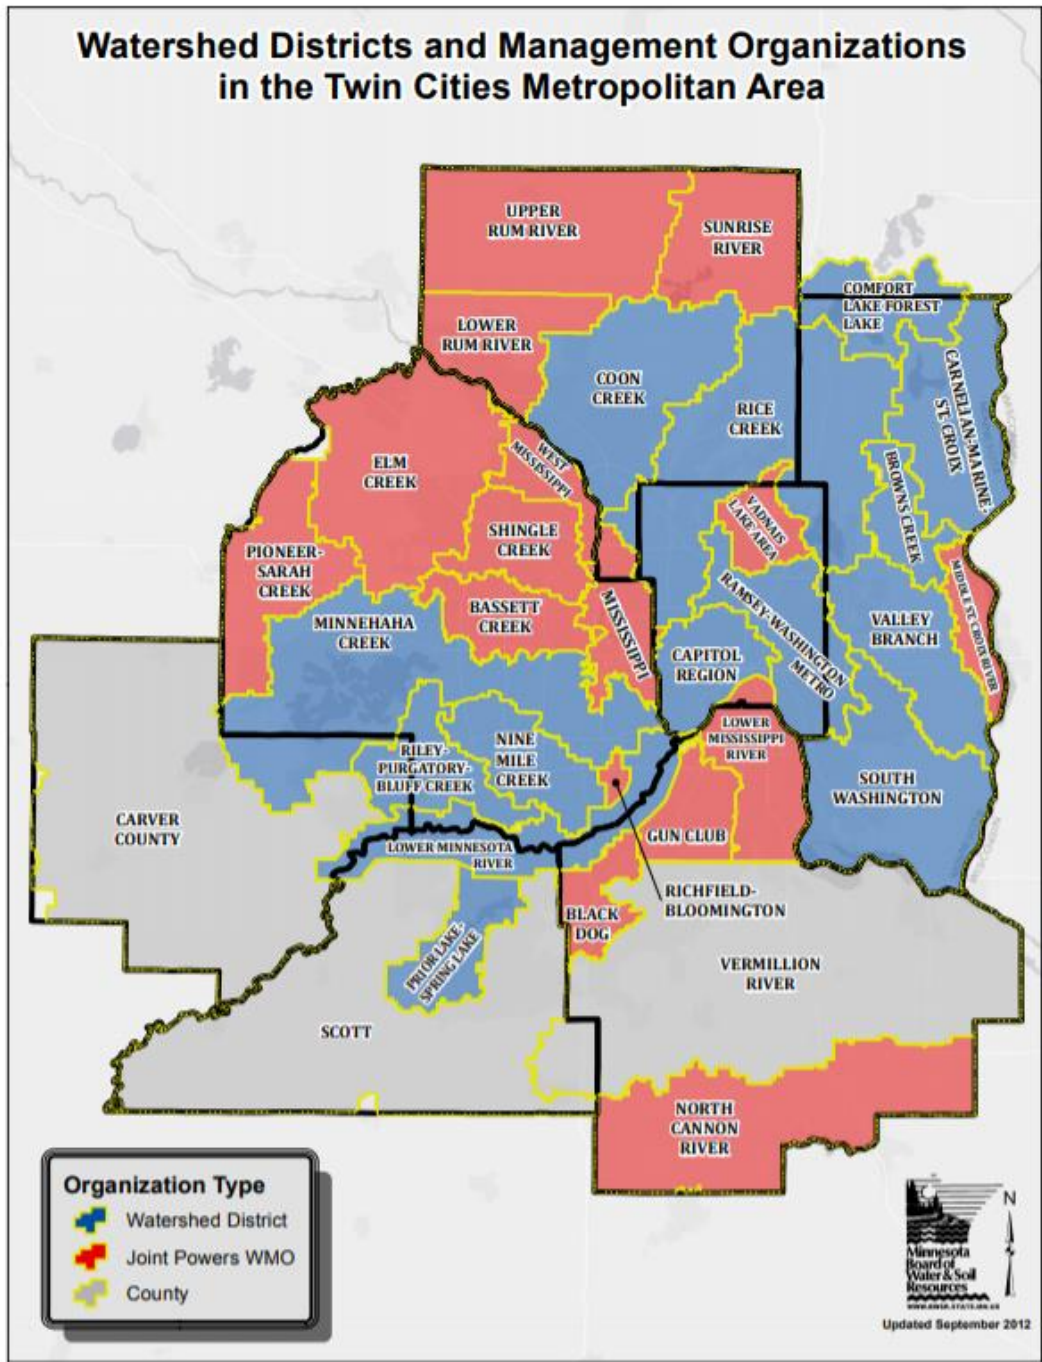 Watershed Districts and Management Organizations
in the Twin Cities Metropolitan Area
UPPER
RUM RIVER
SUNRISE
RIVER
COMFORT
LAKE FOREST
LAKE
LOWER
RUM RIVER
COON
CREEK
RICE
CREEK
CARNELIAN-MARINE-
ST. CROIX
WEST
MISSISSIPPI
ELM
CREEK
BROWNS CREEK
VADNAIS
LAKE AREA
SHINGLE
CREEK
PIONEER-
SARAH
CREEK
MIDDLE ST. CROIX RIVER
MISSISSIPPI
BASSETT
CREEK
RAMSEY-WASHINGTON
METRO
MINNEHAHA
CREEK
VALLEY
BRANCH
CAPITOL
REGION
LOWER
MISSISSIPPI
RIVER
NINE
MILE
CREEK
RILEY-
PURGATORY-
BLUFF CREEK
SOUTH
WASHINGTON
CARVER
COUNTY
GUN CLUB
LOWER MINNESOTA
RIVER
RICHFIELD-
BLOOMINGTON
BLACK
DOG
PRIOR LAKE-
SPRING LAKE
VERMILLION
RIVER
SCOTT
NORTH
CANNON
RIVER
Organization Type
Watershed District
Joint Powers WMO
County
N
Minnesota
Board of
Water & Soil
Resources
WWW.BWSR.STATE.MN.US
Updated September 2012